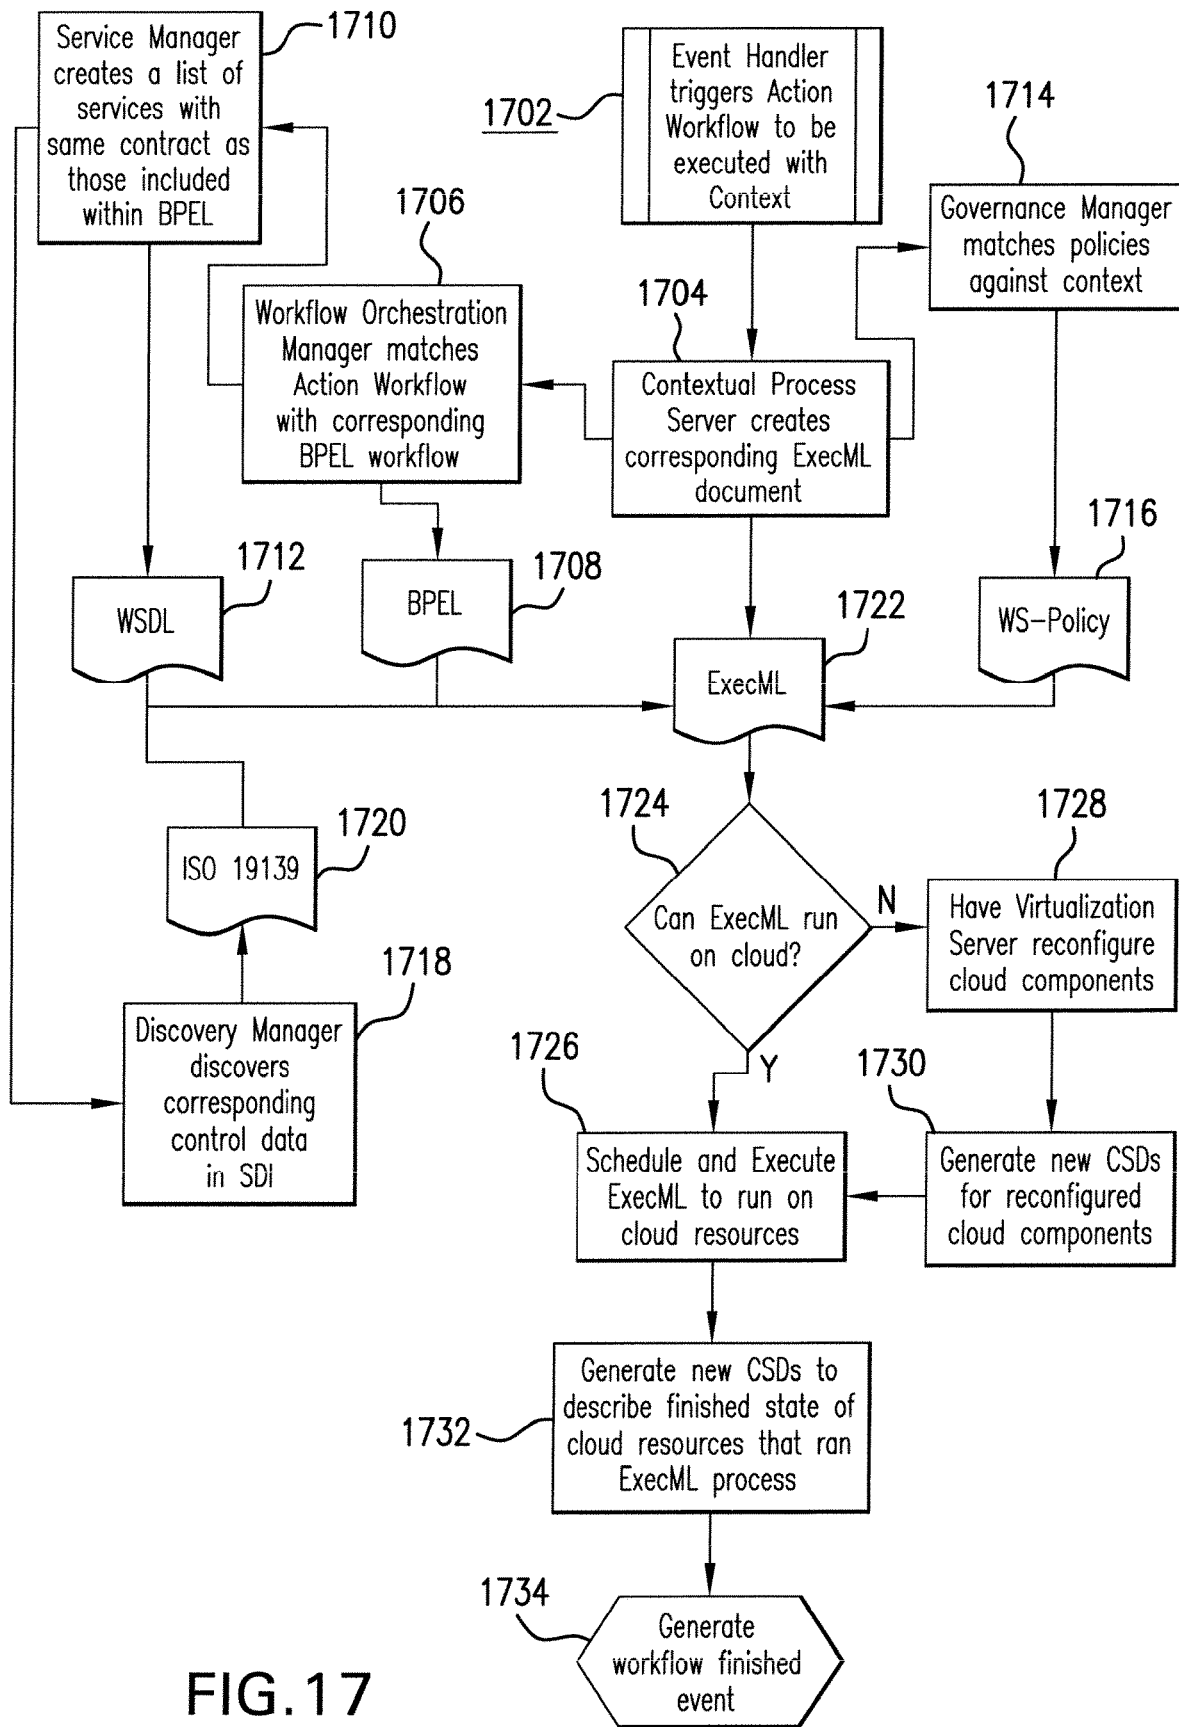 1710
Service Manager
creates a list of
services with
same contract as
those included
within BPEL
1702
Event Handler
triggers Action
Workflow to be
executed with
Context
1714
Governance Manager
matches policies
against context
1706
Workflow Orchestration
Manager matches
Action Workflow
with corresponding
BPEL workflow
1704
Contextual Process
Server creates
corresponding ExecML
document
1712
WSDL
1708
BPEL
1722
ExecML
1716
WS-Policy
1720
ISO 19139
1724
Can ExecML run
on cloud?
N
Y
1728
Have Virtualization
Server reconfigure
cloud components
1718
Discovery Manager
discovers
corresponding
control data
in SDI
1726
Schedule and Execute
ExecML to run on
cloud resources
1730
Generate new CSDs
for reconfigured
cloud components
1732
Generate new CSDs to
describe finished state of
cloud resources that ran
ExecML process
1734
Generate
workflow finished
event
FIG.17